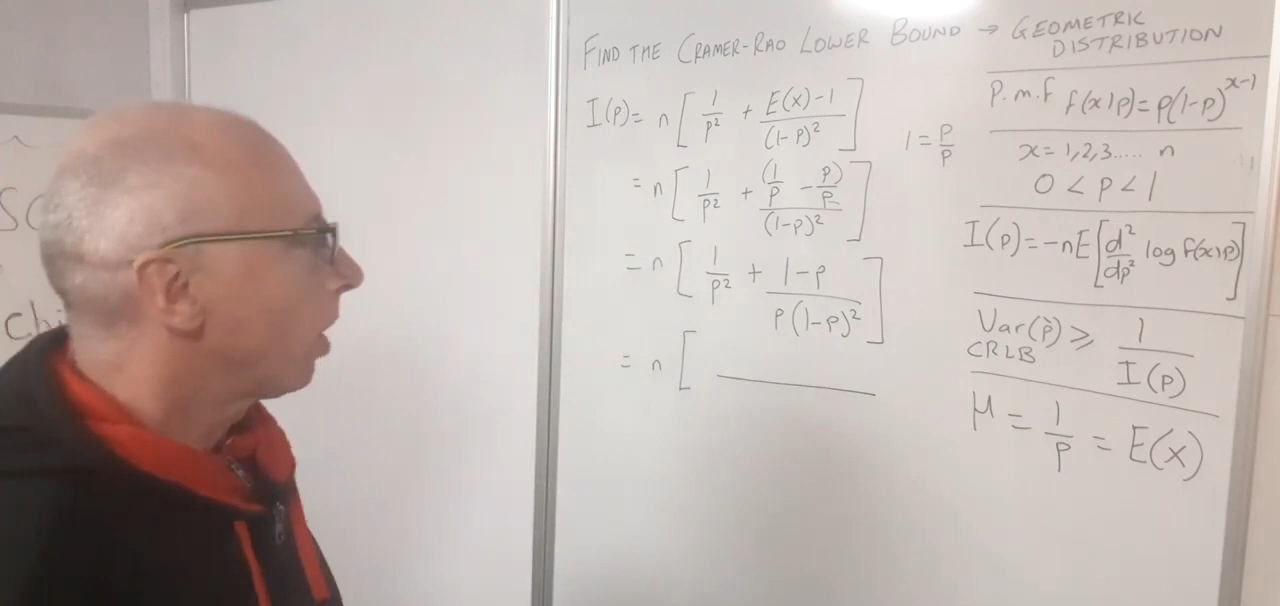 FIND THE CRAMER-RAO LOWER BOUND → GEOMETRIC
DISTRIBUTION
I(p)= n [ 1/p² + (E(x)-1)/(1-p)² ]
= n [ 1/p² + (1/p - p/p)/(1-p)² ]
= n [ 1/p² + (1-p)/(p(1-p)²) ]
= n [
1 = p/p
P.m.f f(x|p)=p(1-p)^(x-1)
x=1,2,3..... n
0 < p < 1
I(p)=-nE[d²/dp² log f(x|p)]
Var(p̂) ≥ 1/I(p)
CRLB
μ = 1/p = E(x)
Chi